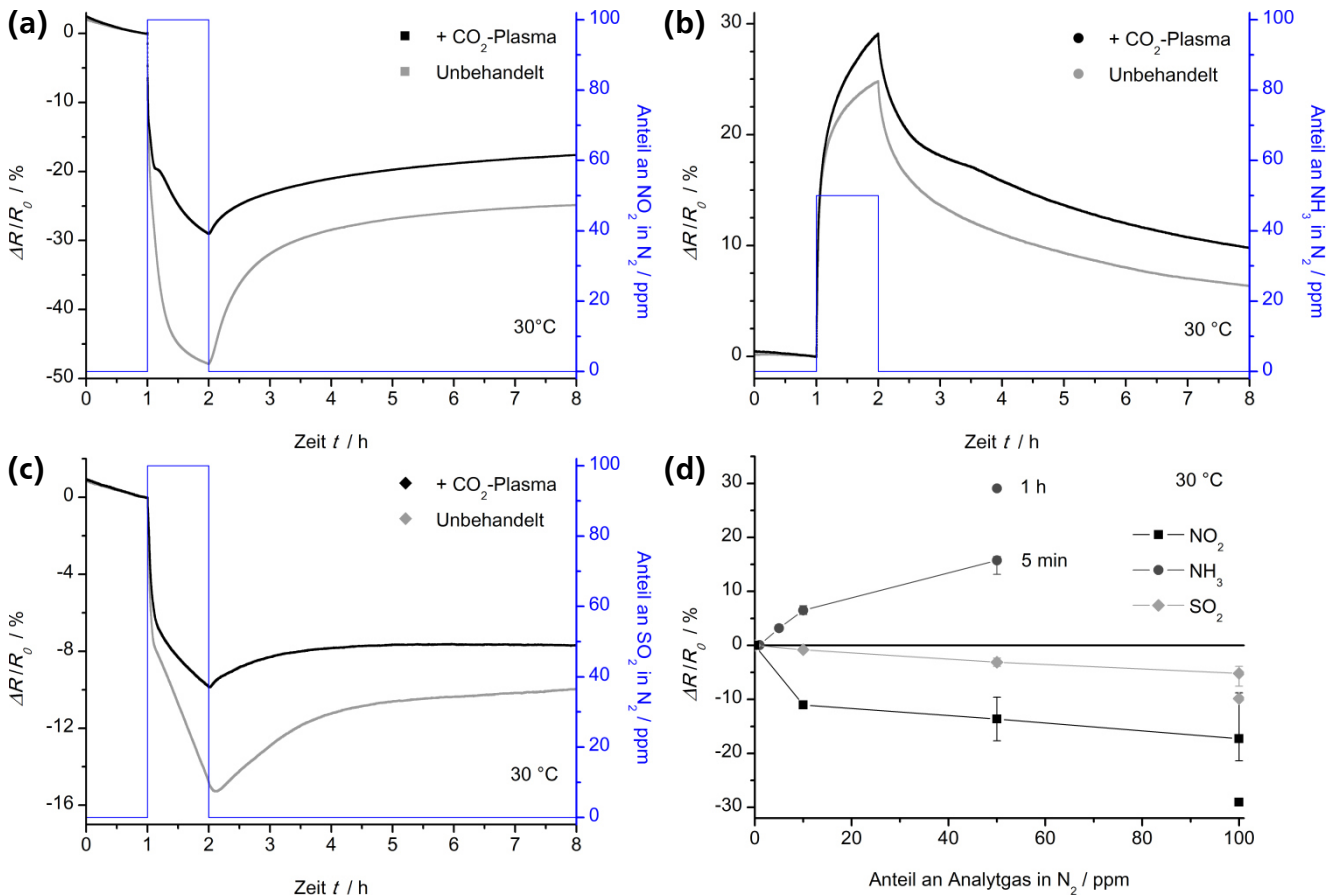 (a)
0
-10
-20
-30
-40
-50
ΔR/R₀ / %
+ CO₂-Plasma
Unbehandelt
30°C
0 1 2 3 4 5 6 7 8
Zeit t / h
100
80
60
40
20
0
Anteil an NO₂ in N₂ / ppm
(b)
30
25
20
15
10
5
0
ΔR/R₀ / %
+ CO₂-Plasma
Unbehandelt
30 °C
0 1 2 3 4 5 6 7 8
Zeit t / h
100
80
60
40
20
0
Anteil an NH₃ in N₂ / ppm
(c)
0
-4
-8
-12
-16
ΔR/R₀ / %
+ CO₂-Plasma
Unbehandelt
30 °C
0 1 2 3 4 5 6 7 8
Zeit t / h
100
80
60
40
20
0
Anteil an SO₂ in N₂ / ppm
(d)
30
20
10
0
-10
-20
-30
ΔR/R₀ / %
1 h
5 min
30 °C
NO₂
NH₃
SO₂
0 20 40 60 80 100
Anteil an Analytgas in N₂ / ppm